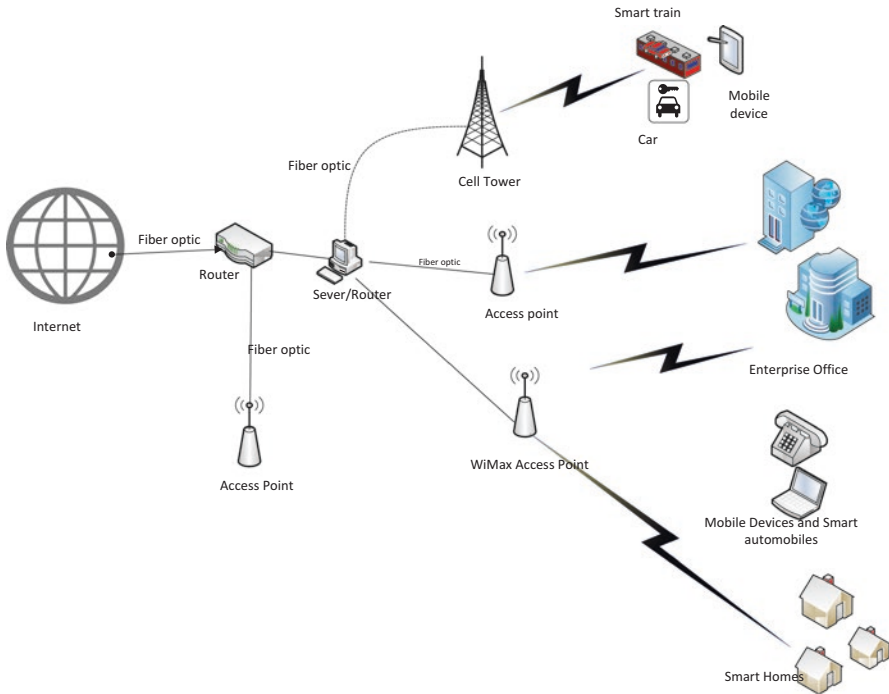 Smart train
Mobile
device
Car
Fiber optic
Cell Tower
Fiber optic
Router
Sever/Router
Fiber optic
Access point
Internet
Fiber optic
Enterprise Office
WiMax Access Point
Access Point
Mobile Devices and Smart
automobiles
Smart Homes